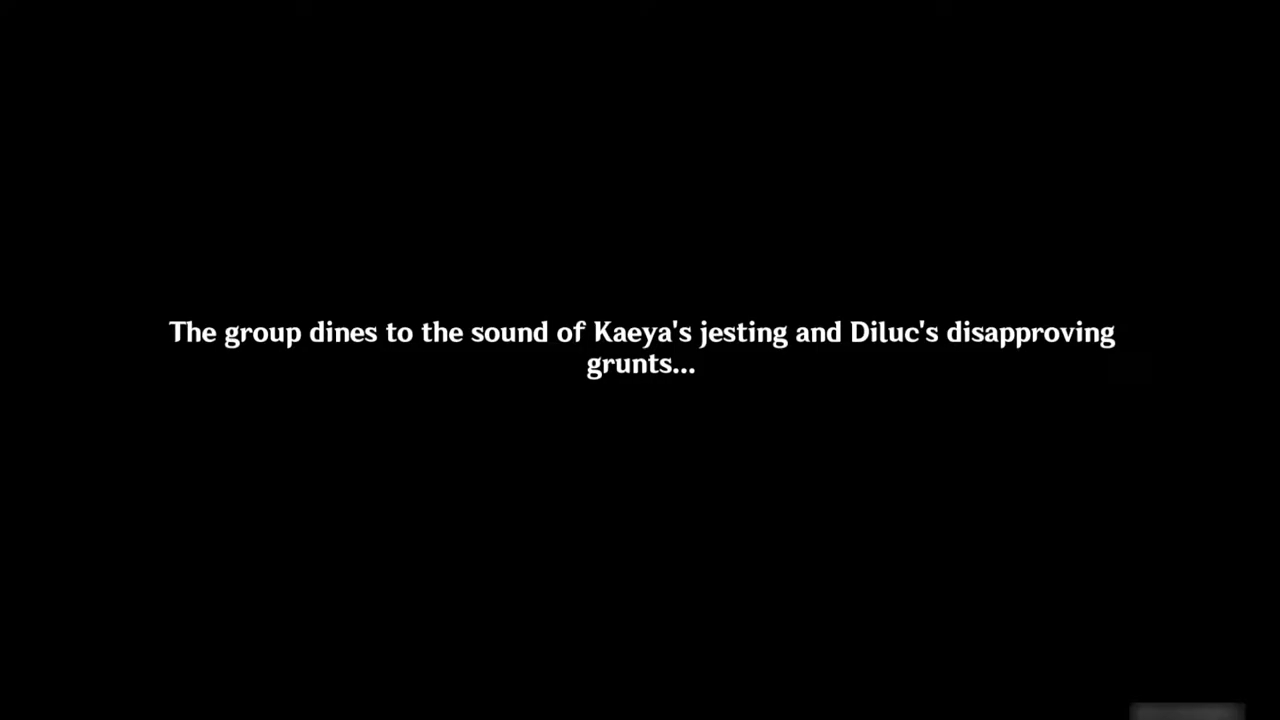 The group dines to the sound of Kaeya's jesting and Diluc's disapproving
grunts...